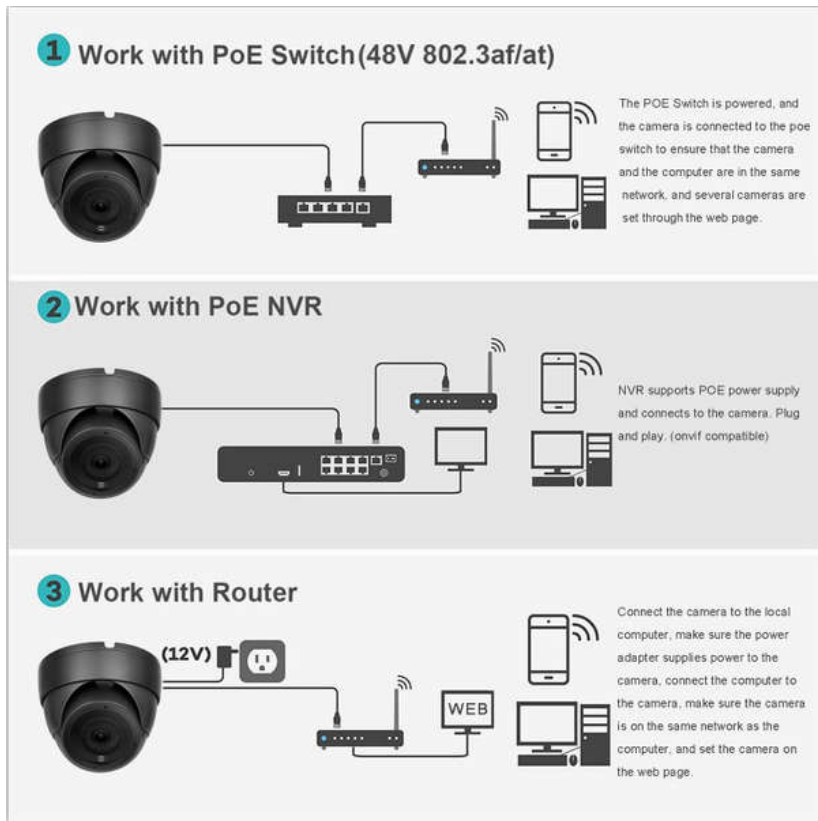 1 Work with PoE Switch(48V 802.3af/at)
The POE Switch is powered, and
the camera is connected to the poe
switch to ensure that the camera
and the computer are in the same
network, and several cameras are
set through the web page.
2 Work with PoE NVR
NVR supports POE power supply
and connects to the camera. Plug
and play. (onvif compatible)
3 Work with Router
(12V)
WEB
Connect the camera to the local
computer, make sure the power
adapter supplies power to the
camera, connect the computer to
the camera, make sure the camera
is on the same network as the
computer, and set the camera on
the web page.